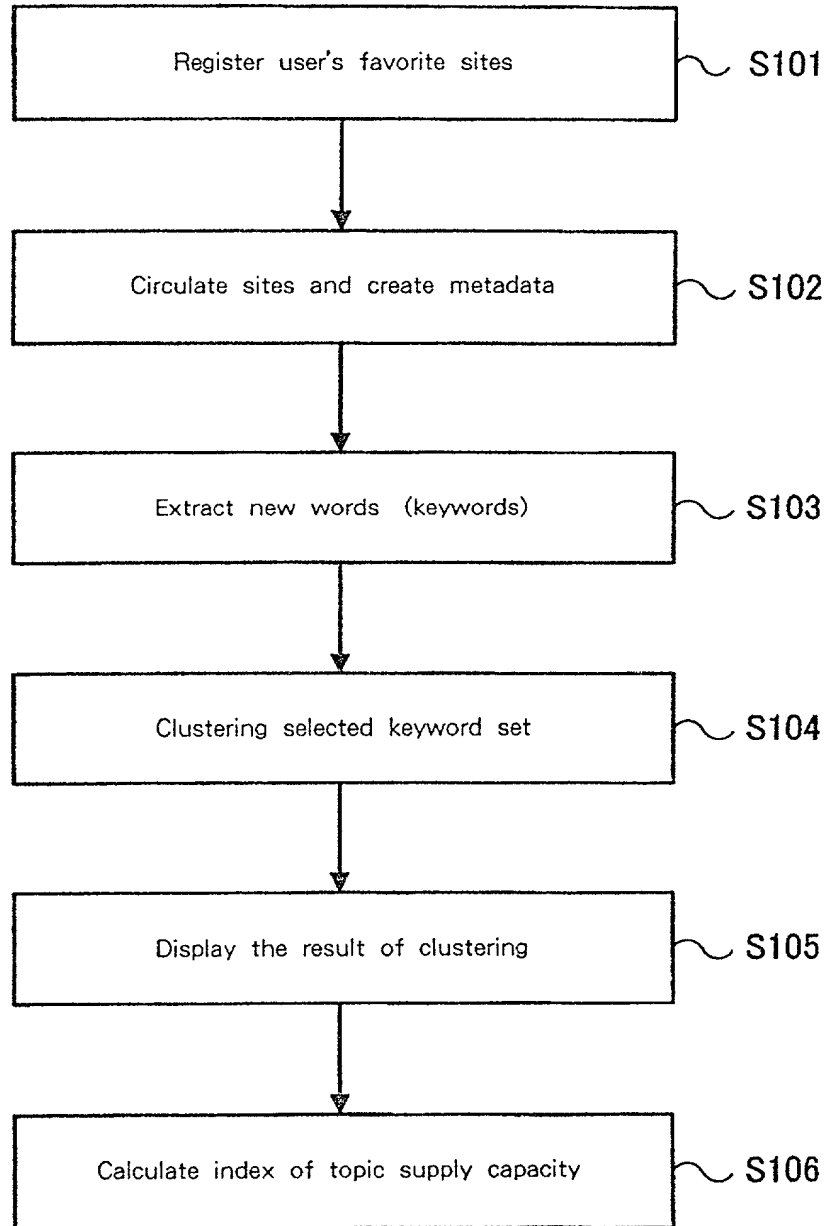 Register user's favorite sites
S101
Circulate sites and create metadata
S102
Extract new words (keywords)
S103
Clustering selected keyword set
S104
Display the result of clustering
S105
Calculate index of topic supply capacity
S106